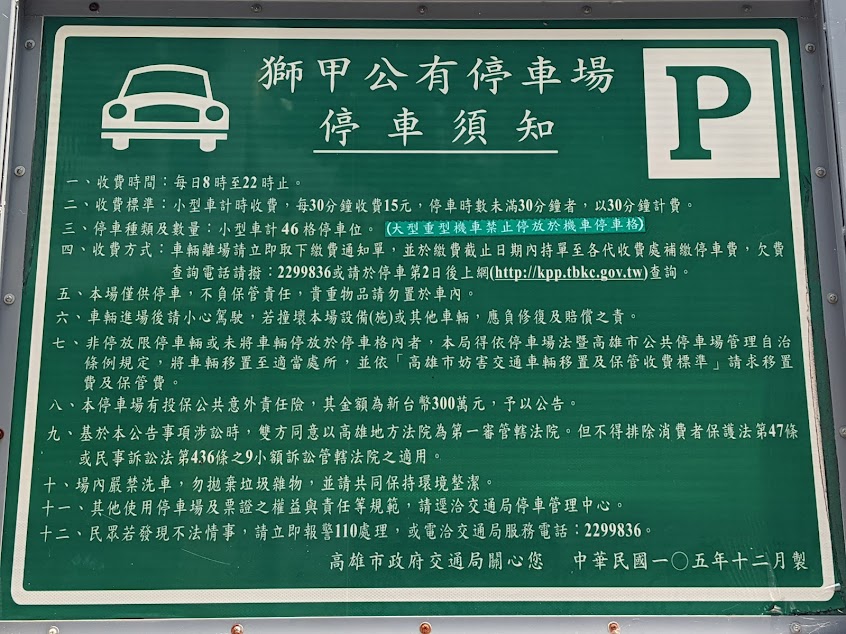 獅甲公有停車場
停車須知
P
一、收費時間：每日8時至22時止。
二、收費標準：小型車計時收費，每30分鐘收費15元，停車時數未滿30分鐘者，以30分鐘計費。
三、停車種類及數量：小型車計46格停車位。(大型重型機車禁止停放於機車停車格)
四、收費方式：車輛離場請立即取下繳費通知單，並於繳費截止日期內持單至各代收費處補繳停車費，欠費
查詢電話請撥：2299836或請於停車第2日後上網(http://kpp.tbkc.gov.tw)查詢。
五、本場僅供停車，不負保管責任，貴重物品請勿置於車內。
六、車輛進場後請小心駕駛，若撞壞本場設備(施)或其他車輛，應負修復及賠償之責。
七、非停放限停車輛或未將車輛停放於停車格內者，本局得依停車場法暨高雄市公共停車場管理自治
條例規定，將車輛移置至適當處所，並依「高雄市妨害交通車輛移置及保管收費標準」請求移置
費及保管費。
八、本停車場有投保公共意外責任險，其金額為新台幣300萬元，予以公告。
九、基於本公告事項涉訟時，雙方同意以高雄地方法院為第一審管轄法院。但不得排除消費者保護法第47條
或民事訴訟法第436條之9小額訴訟管轄法院之適用。
十、場內嚴禁洗車，勿拋棄垃圾雜物，並請共同保持環境整潔。
十一、其他使用停車場及票證之權益與責任等規範，請逕洽交通局停車管理中心。
十二、民眾若發現不法情事，請立即報警110處理，或電洽交通局服務電話：2299836。
高雄市政府交通局關心您　中華民國一〇五年十二月製